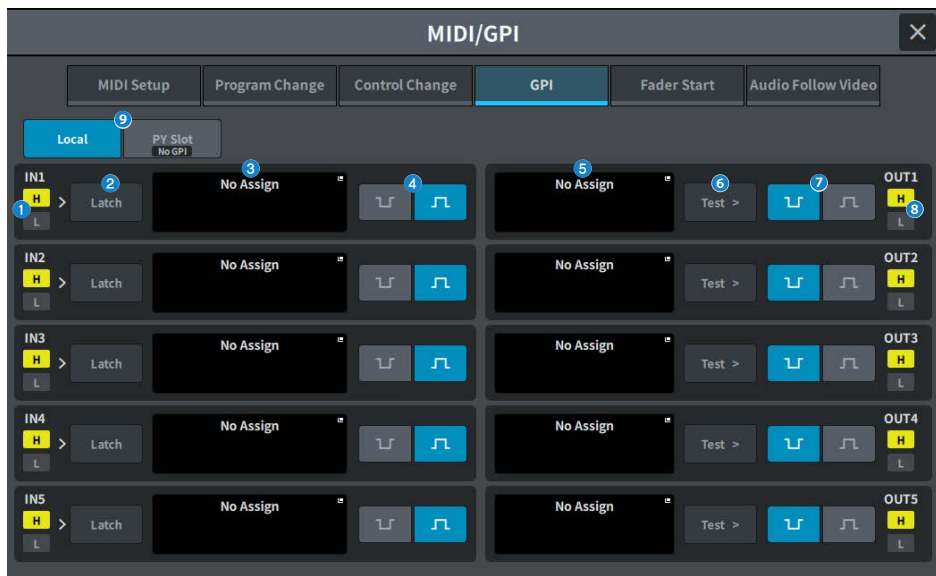 MIDI/GPI
MIDI Setup
Program Change
Control Change
GPI
Fader Start
Audio Follow Video
9
Local
PY Slot
No GPI
IN1
H
L
1
>
2
Latch
3
No Assign
4
5
No Assign
6
Test >
7
OUT1
H
L
8
IN2
H
L
>
Latch
No Assign
No Assign
Test >
OUT2
H
L
IN3
H
L
>
Latch
No Assign
No Assign
Test >
OUT3
H
L
IN4
H
L
>
Latch
No Assign
No Assign
Test >
OUT4
H
L
IN5
H
L
>
Latch
No Assign
No Assign
Test >
OUT5
H
L